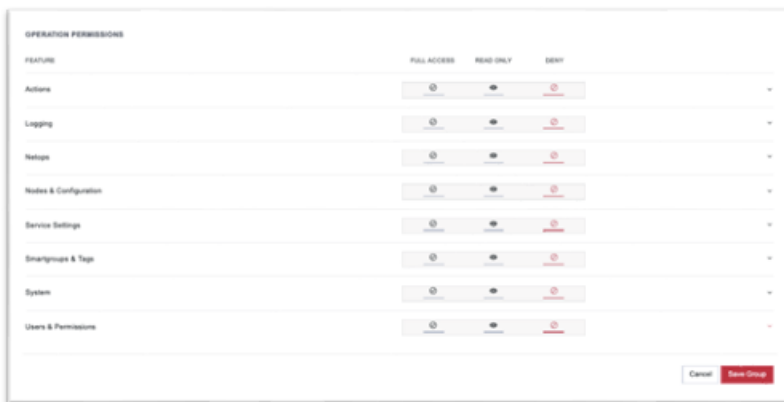 OPERATION PERMISSIONS
FEATURE FULL ACCESS READ ONLY DENY
Actions
Logging
Netops
Nodes & Configuration
Service Settings
Smartgroups & Tags
System
Users & Permissions
Cancel Save Group